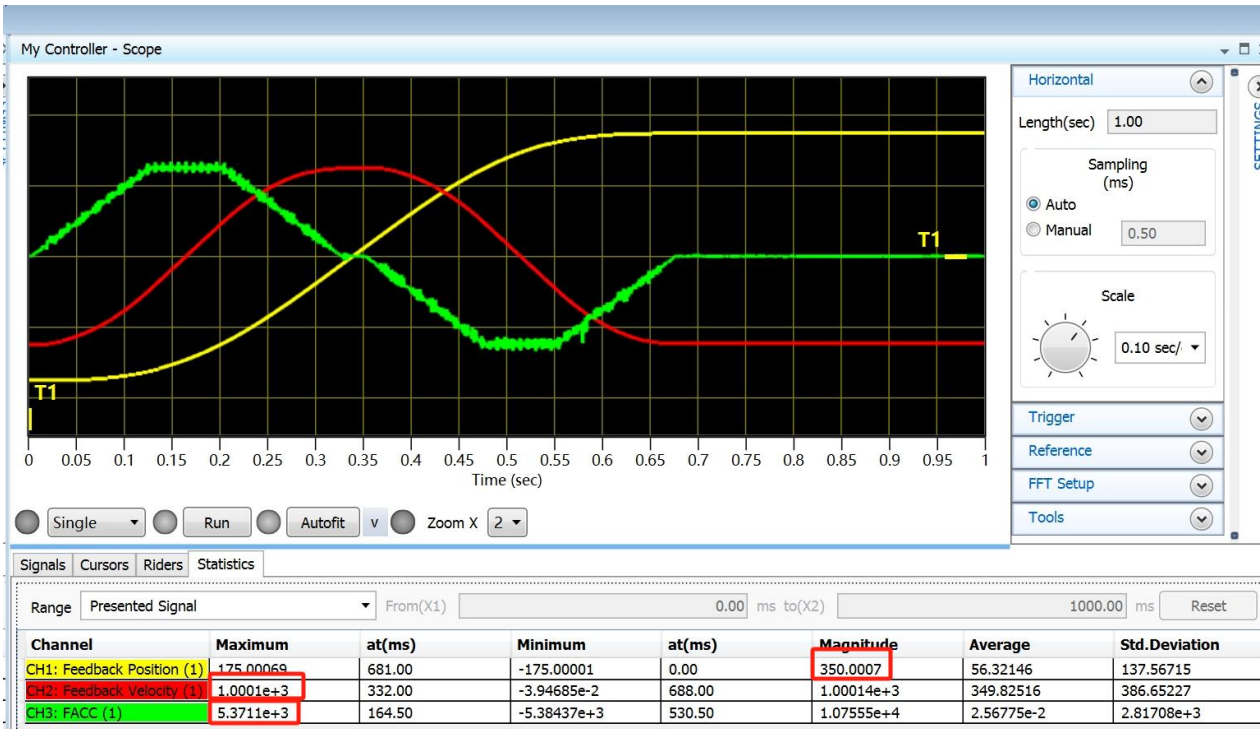 My Controller - Scope
Horizontal
Length(sec) 1.00
SETTINGS
Sampling
(ms)
Auto
Manual 0.50
Scale
0.10 sec/
Trigger
Reference
FFT Setup
Tools
T1
T1
0 0.05 0.1 0.15 0.2 0.25 0.3 0.35 0.4 0.45 0.5 0.55 0.6 0.65 0.7 0.75 0.8 0.85 0.9 0.95 1
Time (sec)
Single Run Autofit v Zoom X 2
Signals Cursors Riders Statistics
Range Presented Signal From(X1) 0.00 ms to(X2) 1000.00 ms Reset
Channel Maximum at(ms) Minimum at(ms) Magnitude Average Std.Deviation
CH1: Feedback Position (1) 175.00069 681.00 -175.00001 0.00 350.0007 56.32146 137.56715
CH2: Feedback Velocity (1) 1.0001e+3 332.00 -3.94685e-2 688.00 1.00014e+3 349.82516 386.65227
CH3: FACC (1) 5.3711e+3 164.50 -5.38437e+3 530.50 1.07555e+4 2.56775e-2 2.81708e+3